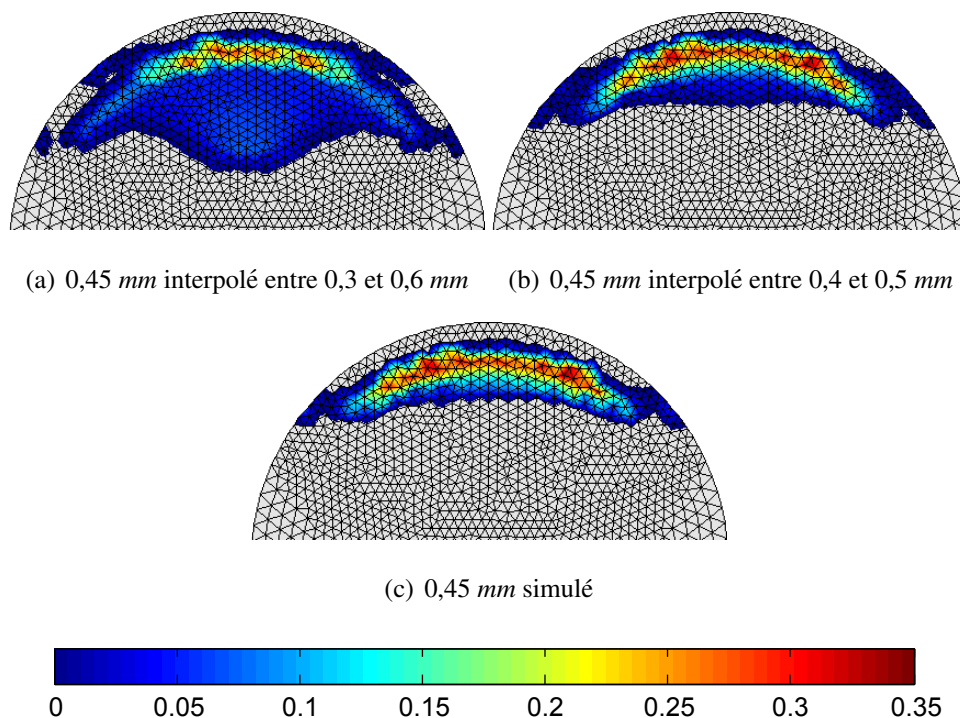 (a) 0,45 mm interpolé entre 0,3 et 0,6 mm
(b) 0,45 mm interpolé entre 0,4 et 0,5 mm
(c) 0,45 mm simulé
0 0.05 0.1 0.15 0.2 0.25 0.3 0.35